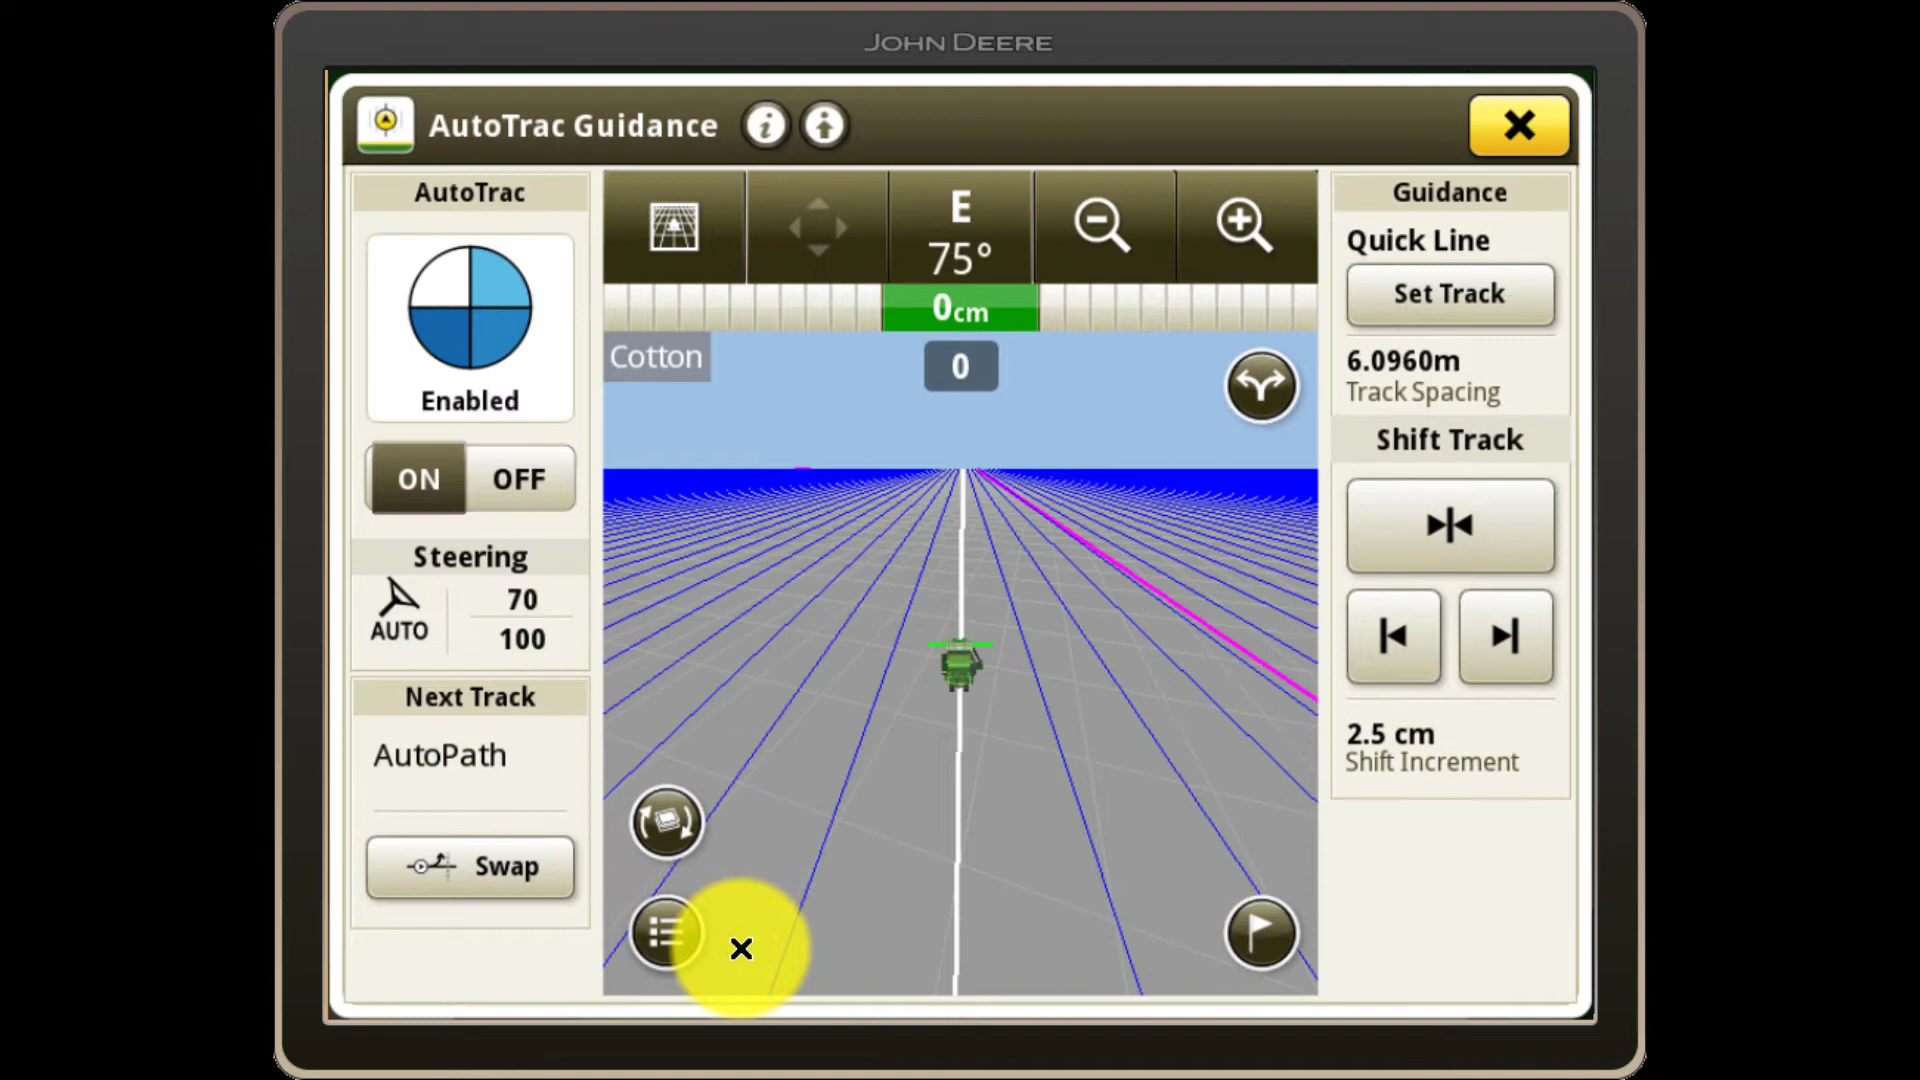 JOHN DEERE
AutoTrac Guidance
AutoTrac
Enabled
ON OFF
Steering
AUTO
70
100
Next Track
AutoPath
Swap
E
75°
0cm
Cotton
0
Guidance
Quick Line
Set Track
6.0960m
Track Spacing
Shift Track
2.5 cm
Shift Increment